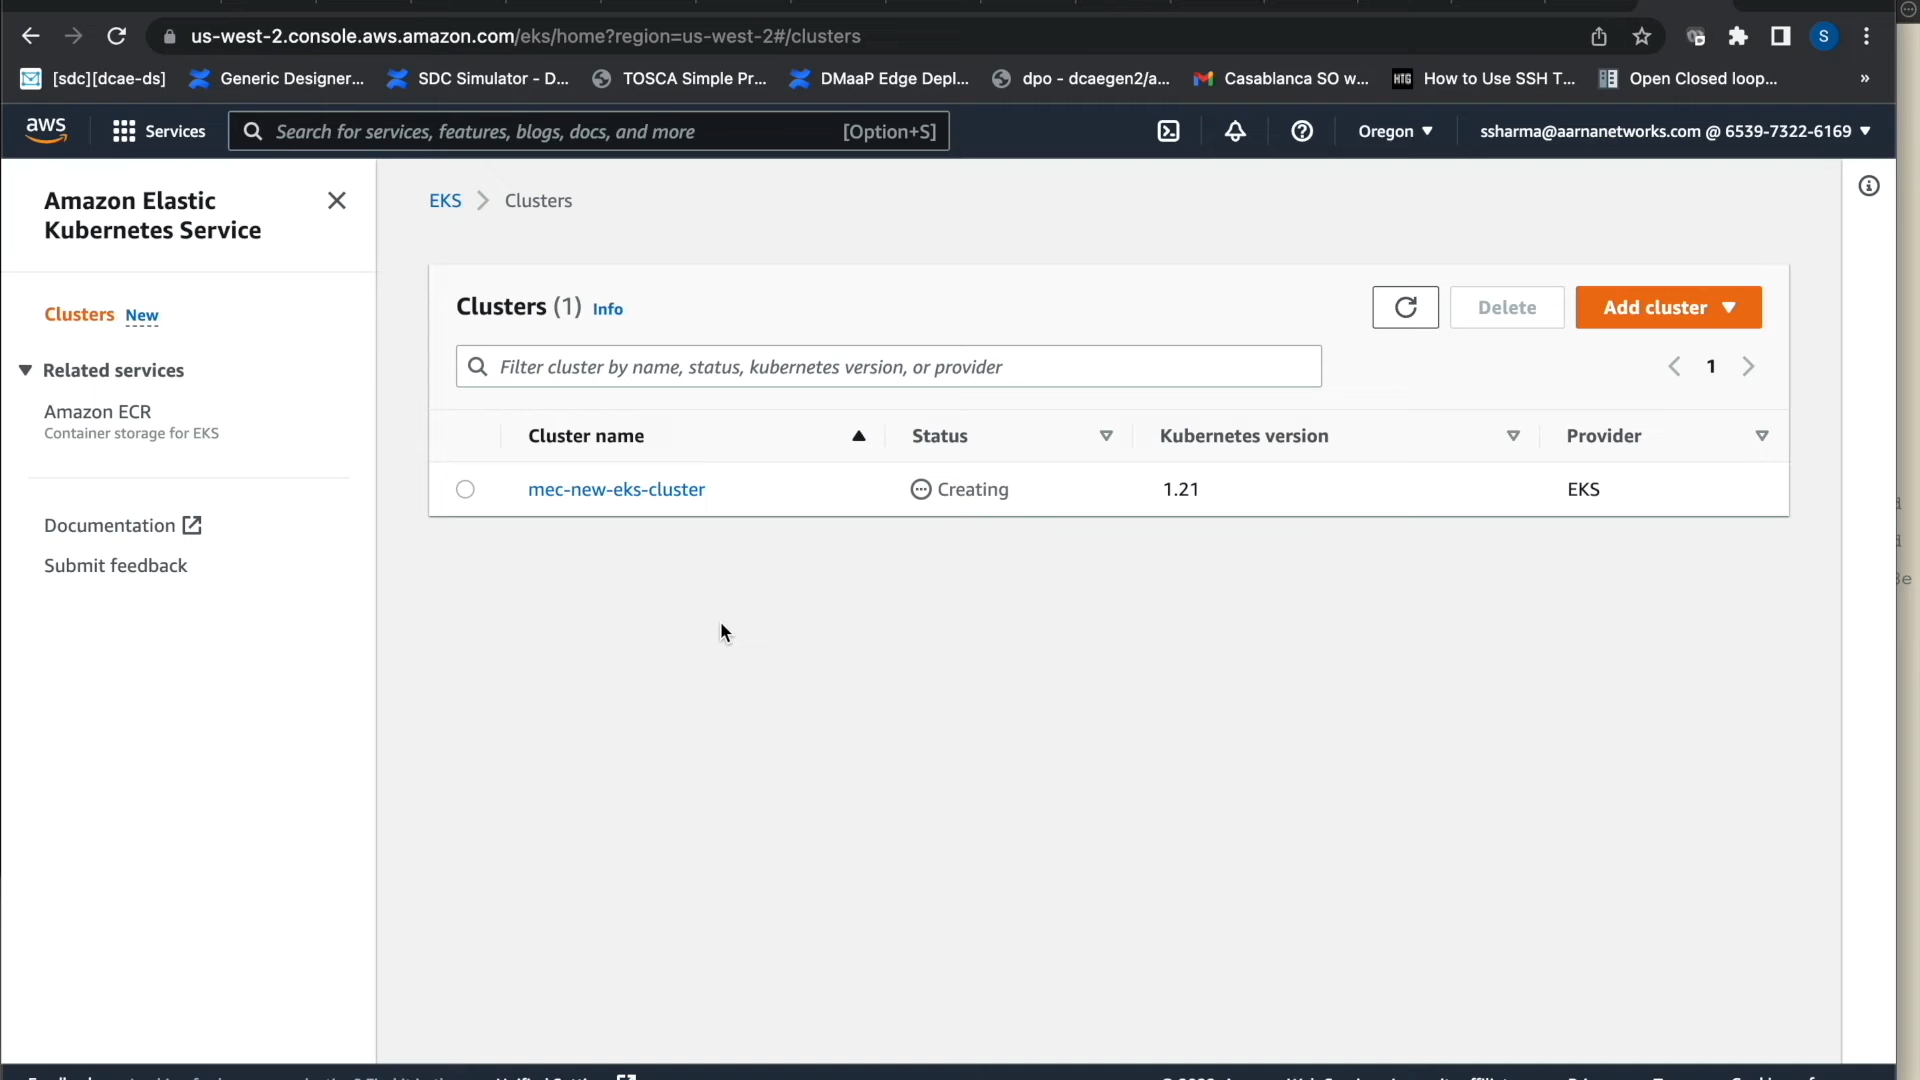 us-west-2.console.aws.amazon.com/eks/home?region=us-west-2#/clusters
S
[sdc][dcae-ds]
Generic Designer...
SDC Simulator - D...
TOSCA Simple Pr...
DMaaP Edge Depl...
dpo - dcaegen2/a...
Casablanca SO w...
HTG
How to Use SSH T...
Open Closed loop...
»
aws
Services
Search for services, features, blogs, docs, and more
[Option+S]
Oregon
ssharma@aarnanetworks.com @ 6539-7322-6169
Amazon Elastic
Kubernetes Service
Clusters New
Related services
Amazon ECR
Container storage for EKS
Documentation
Submit feedback
EKS
Clusters
Clusters (1) Info
Delete
Add cluster
Filter cluster by name, status, kubernetes version, or provider
1
Cluster name
Status
Kubernetes version
Provider
mec-new-eks-cluster
Creating
1.21
EKS